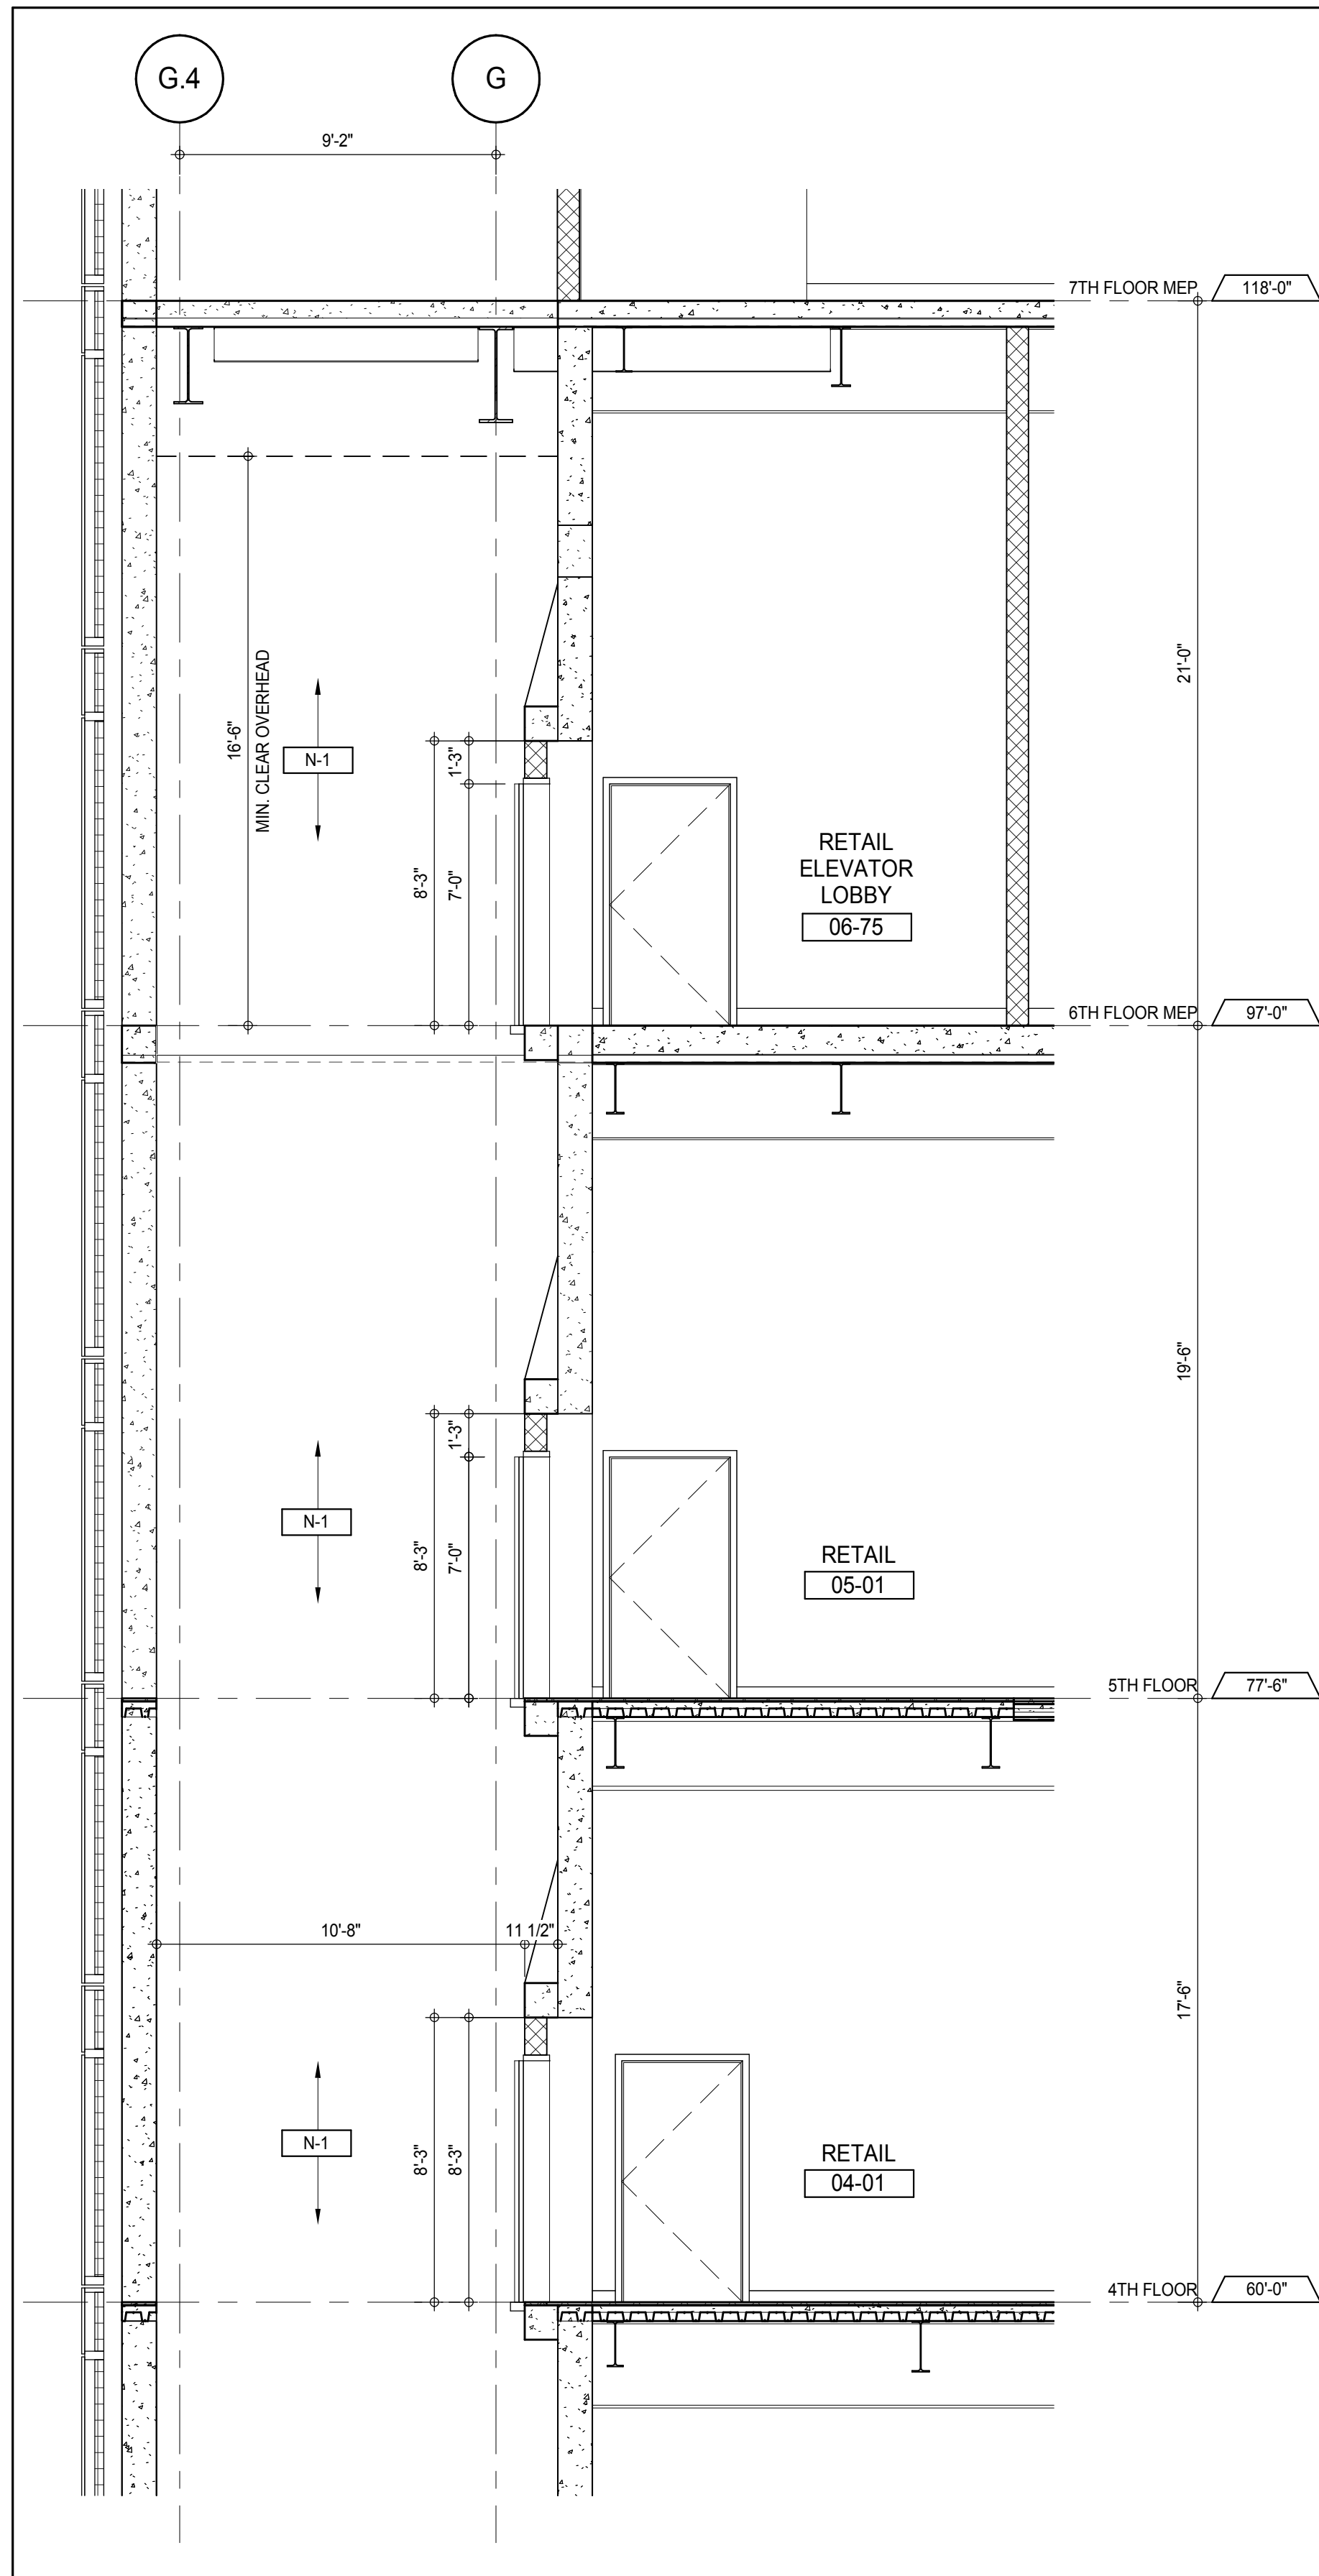 G.4
G
9'-2"
7TH FLOOR MEP
118'-0"
21'-0"
16'-6"
MIN. CLEAR OVERHEAD
N-1
1'-3"
8'-3"
7'-0"
RETAIL
ELEVATOR
LOBBY
06-75
6TH FLOOR MEP
97'-0"
19'-6"
1'-3"
N-1
8'-3"
7'-0"
RETAIL
05-01
5TH FLOOR
77'-6"
10'-8"
11 1/2"
17'-6"
N-1
8'-3"
8'-3"
RETAIL
04-01
4TH FLOOR
60'-0"